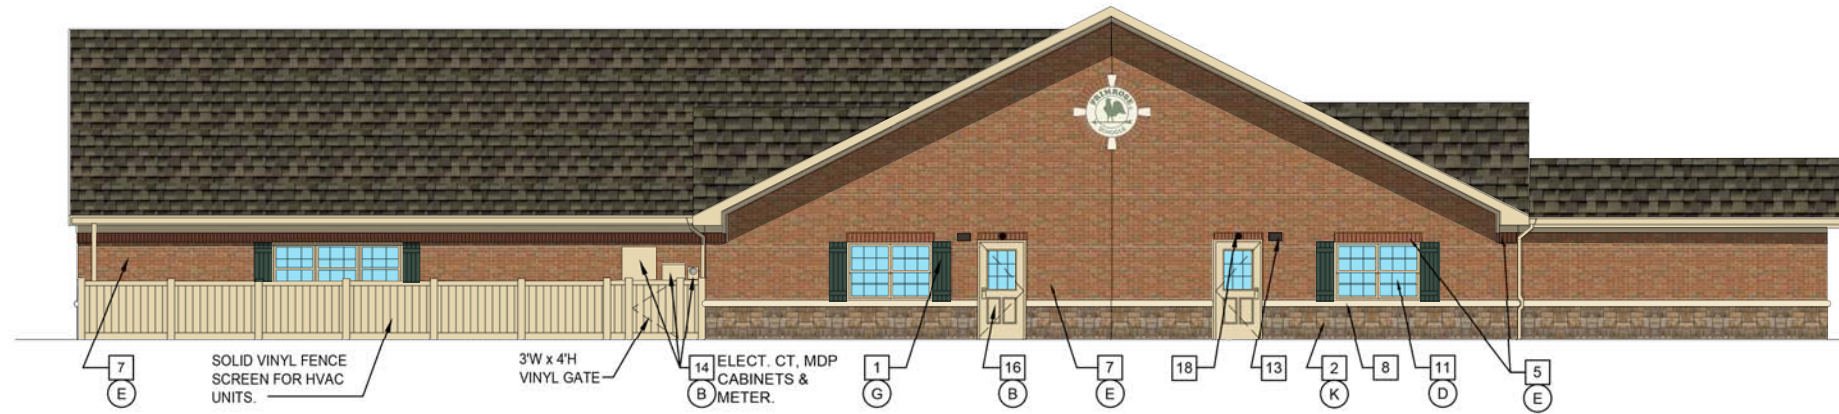 PRIMROSE
SCHOOLS
7
E
SOLID VINYL FENCE
SCREEN FOR HVAC
UNITS.
3'W x 4'H
VINYL GATE
14
B
ELECT. CT, MDP
CABINETS &
METER.
1
G
16
B
7
E
18
13
2
K
8
11
D
5
E